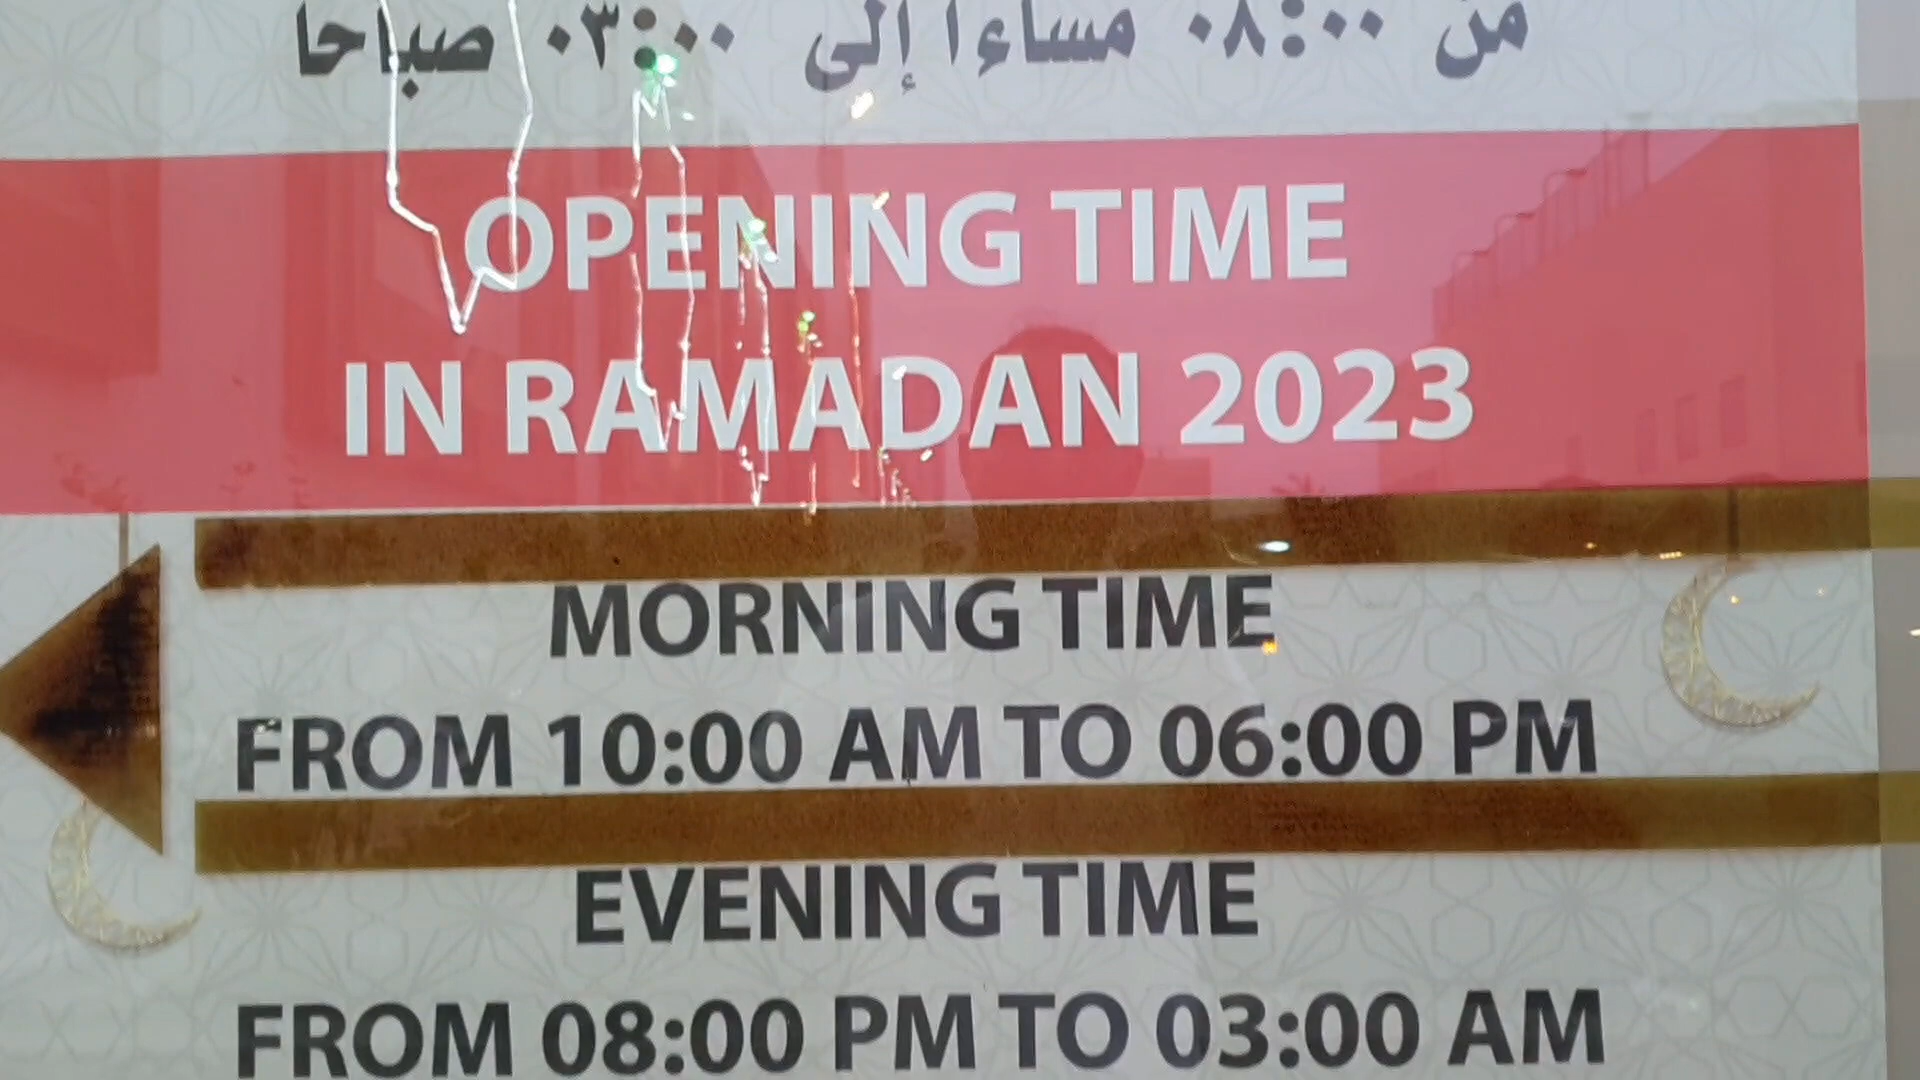 من ٠٨:٠٠ مساءا إلى ٠٣:٠٠ صباحا
OPENING TIME
IN RAMADAN 2023
MORNING TIME
FROM 10:00 AM TO 06:00 PM
EVENING TIME
FROM 08:00 PM TO 03:00 AM